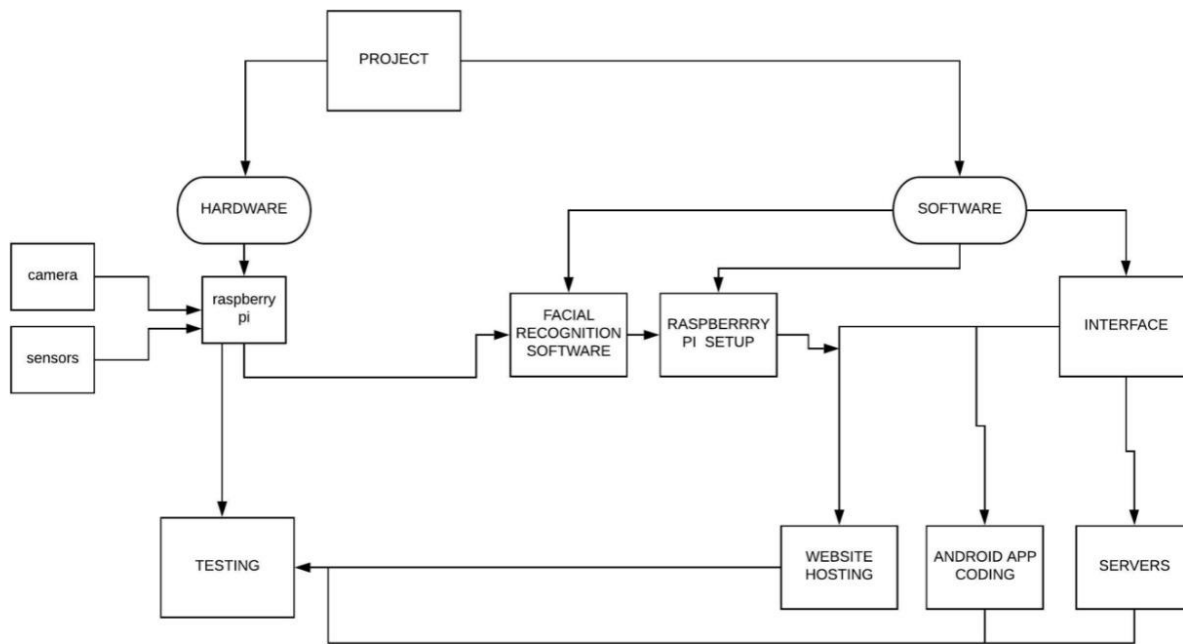 PROJECT
HARDWARE
SOFTWARE
camera
raspberry
pi
sensors
FACIAL
RECOGNITION
SOFTWARE
RASPBERRRY
PI SETUP
INTERFACE
TESTING
WEBSITE
HOSTING
ANDROID APP
CODING
SERVERS